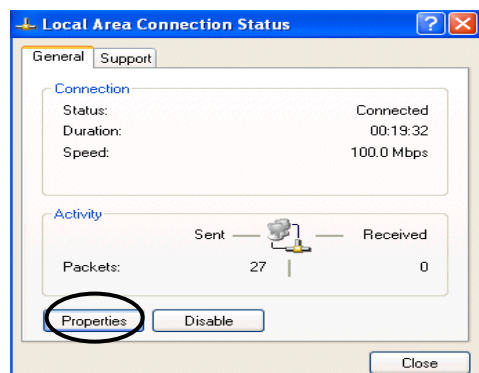 Local Area Connection Status
General Support
Connection
Status: Connected
Duration: 00:19:32
Speed: 100.0 Mbps
Activity
Sent Received
Packets: 27 0
Properties Disable
Close